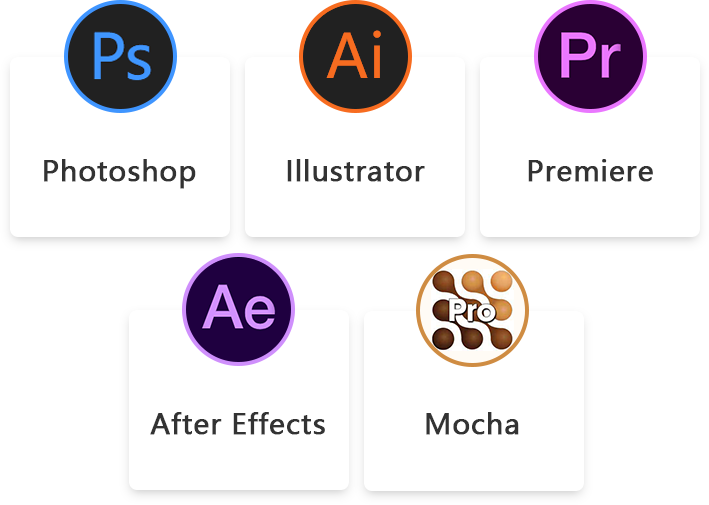 Ps
Ai
Pr
Photoshop
Illustrator
Premiere
Ae
Pro
After Effects
Mocha